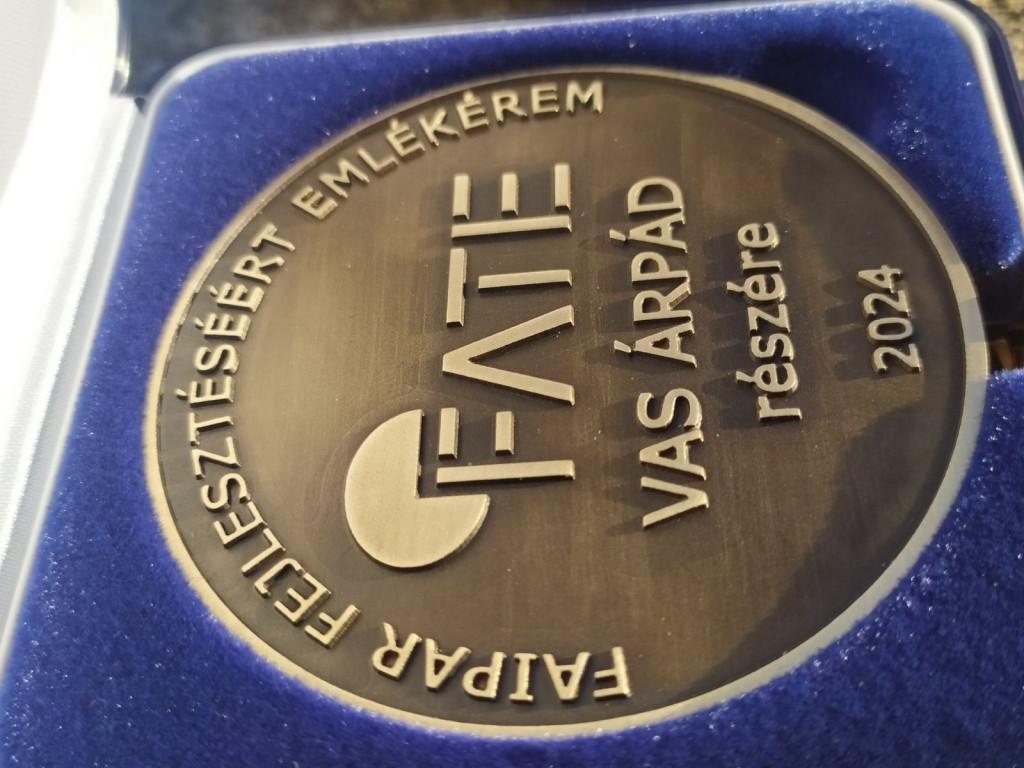 FAIPAR FEJLESZTÉSÉÉRT EMLÉKÉREM
FATE
VAS ÁRPÁD
részére
2024